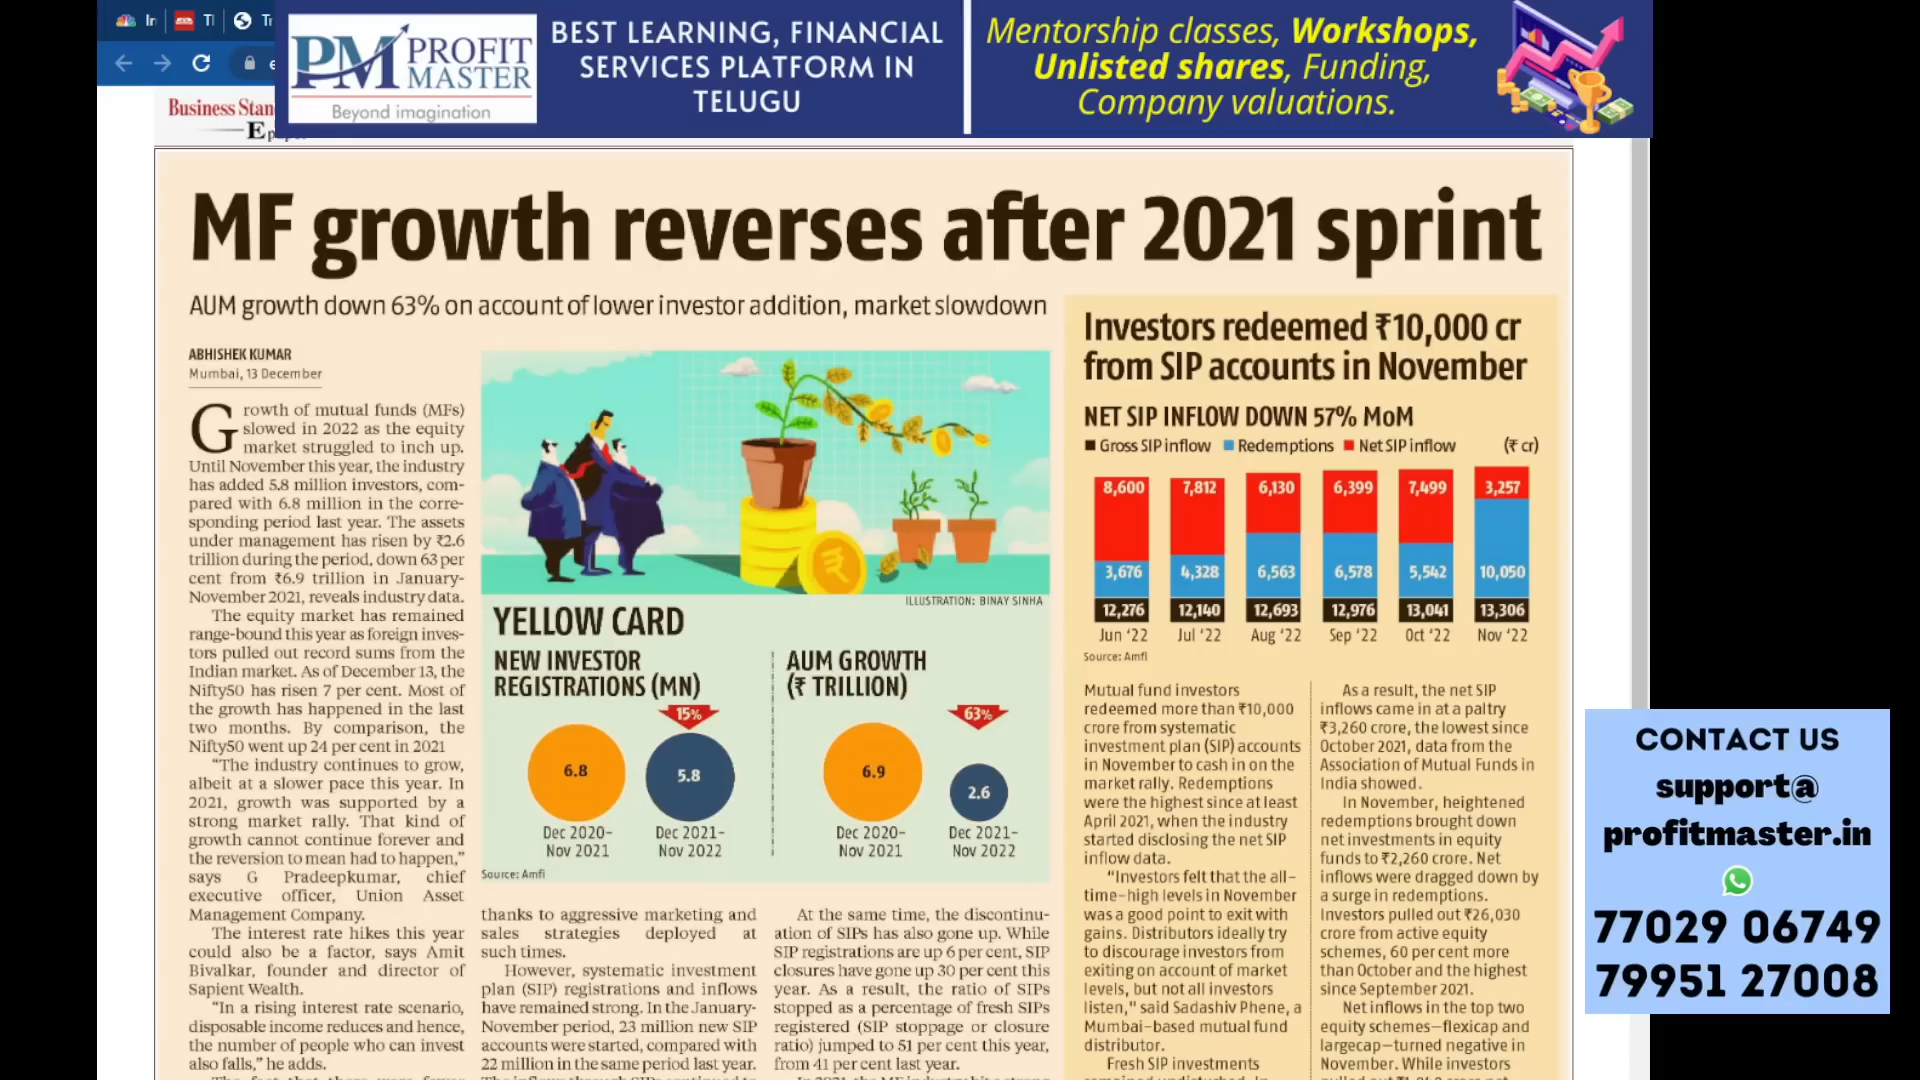 In
Tr
PM PROFIT
MASTER
Beyond imagination
BEST LEARNING, FINANCIAL
SERVICES PLATFORM IN
TELUGU
Mentorship classes, Workshops,
Unlisted shares, Funding,
Company valuations.
Business Stan
MF growth reverses after 2021 sprint
AUM growth down 63% on account of lower investor addition, market slowdown
ABHISHEK KUMAR
Mumbai, 13 December
Growth of mutual funds (MFs)
slowed in 2022 as the equity
market struggled to inch up.
Until November this year, the industry
has added 5.8 million investors, com-
pared with 6.8 million in the corre-
sponding period last year. The assets
under management has risen by ₹2.6
trillion during the period, down 63 per
cent from ₹6.9 trillion in January-
November 2021, reveals industry data.
The equity market has remained
range-bound this year as foreign inves-
tors pulled out record sums from the
Indian market. As of December 13, the
Nifty50 has risen 7 per cent. Most of
the growth has happened in the last
two months. By comparison, the
Nifty50 went up 24 per cent in 2021
“The industry continues to grow,
albeit at a slower pace this year. In
2021, growth was supported by a
strong market rally. That kind of
growth cannot continue forever and
the reversion to mean had to happen,”
says G Pradeepkumar, chief
executive officer, Union Asset
Management Company.
The interest rate hikes this year
could also be a factor, says Amit
Bivalkar, founder and director of
Sapient Wealth.
“In a rising interest rate scenario,
disposable income reduces and hence,
the number of people who can invest
also falls,” he adds.
ILLUSTRATION: BINAY SINHA
YELLOW CARD
NEW INVESTOR
REGISTRATIONS (MN)
15%
6.8
5.8
Dec 2020–
Nov 2021
Dec 2021–
Nov 2022
AUM GROWTH
(₹ TRILLION)
63%
6.9
2.6
Dec 2020–
Nov 2021
Dec 2021–
Nov 2022
Source: Amfi
thanks to aggressive marketing and
sales strategies deployed at
such times.
However, systematic investment
plan (SIP) registrations and inflows
have remained strong. In the January-
November period, 23 million new SIP
accounts were started, compared with
22 million in the same period last year.
At the same time, the discontinu-
ation of SIPs has also gone up. While
SIP registrations are up 6 per cent, SIP
closures have gone up 30 per cent this
year. As a result, the ratio of SIPs
stopped as a percentage of fresh SIPs
registered (SIP stoppage or closure
ratio) jumped to 51 per cent this year,
from 41 per cent last year.
Investors redeemed ₹10,000 cr
from SIP accounts in November
NET SIP INFLOW DOWN 57% MoM
Gross SIP inflow Redemptions Net SIP inflow (₹ cr)
8,600 7,812 6,130 6,399 7,499 3,257
3,676 4,328 6,563 6,578 5,542 10,050
12,276 12,140 12,693 12,976 13,041 13,306
Jun ‘22 Jul ‘22 Aug ‘22 Sep ‘22 Oct ‘22 Nov ‘22
Source: Amfi
Mutual fund investors
redeemed more than ₹10,000
crore from systematic
investment plan (SIP) accounts
in November to cash in on the
market rally. Redemptions
were the highest since at least
April 2021, when the industry
started disclosing the net SIP
inflow data.
“Investors felt that the all–
time–high levels in November
was a good point to exit with
gains. Distributors ideally try
to discourage investors from
exiting on account of market
levels, but not all investors
listen,” said Sadashiv Phene, a
Mumbai–based mutual fund
distributor.
Fresh SIP investments
As a result, the net SIP
inflows came in at a paltry
₹3,260 crore, the lowest since
October 2021, data from the
Association of Mutual Funds in
India showed.
In November, heightened
redemptions brought down
net investments in equity
funds to ₹2,260 crore. Net
inflows were dragged down by
a surge in redemptions.
Investors pulled out ₹26,030
crore from active equity
schemes, 60 per cent more
than October and the highest
since September 2021.
Net inflows in the top two
equity schemes—flexicap and
largecap—turned negative in
November. While investors
CONTACT US
support@
profitmaster.in
77029 06749
79951 27008